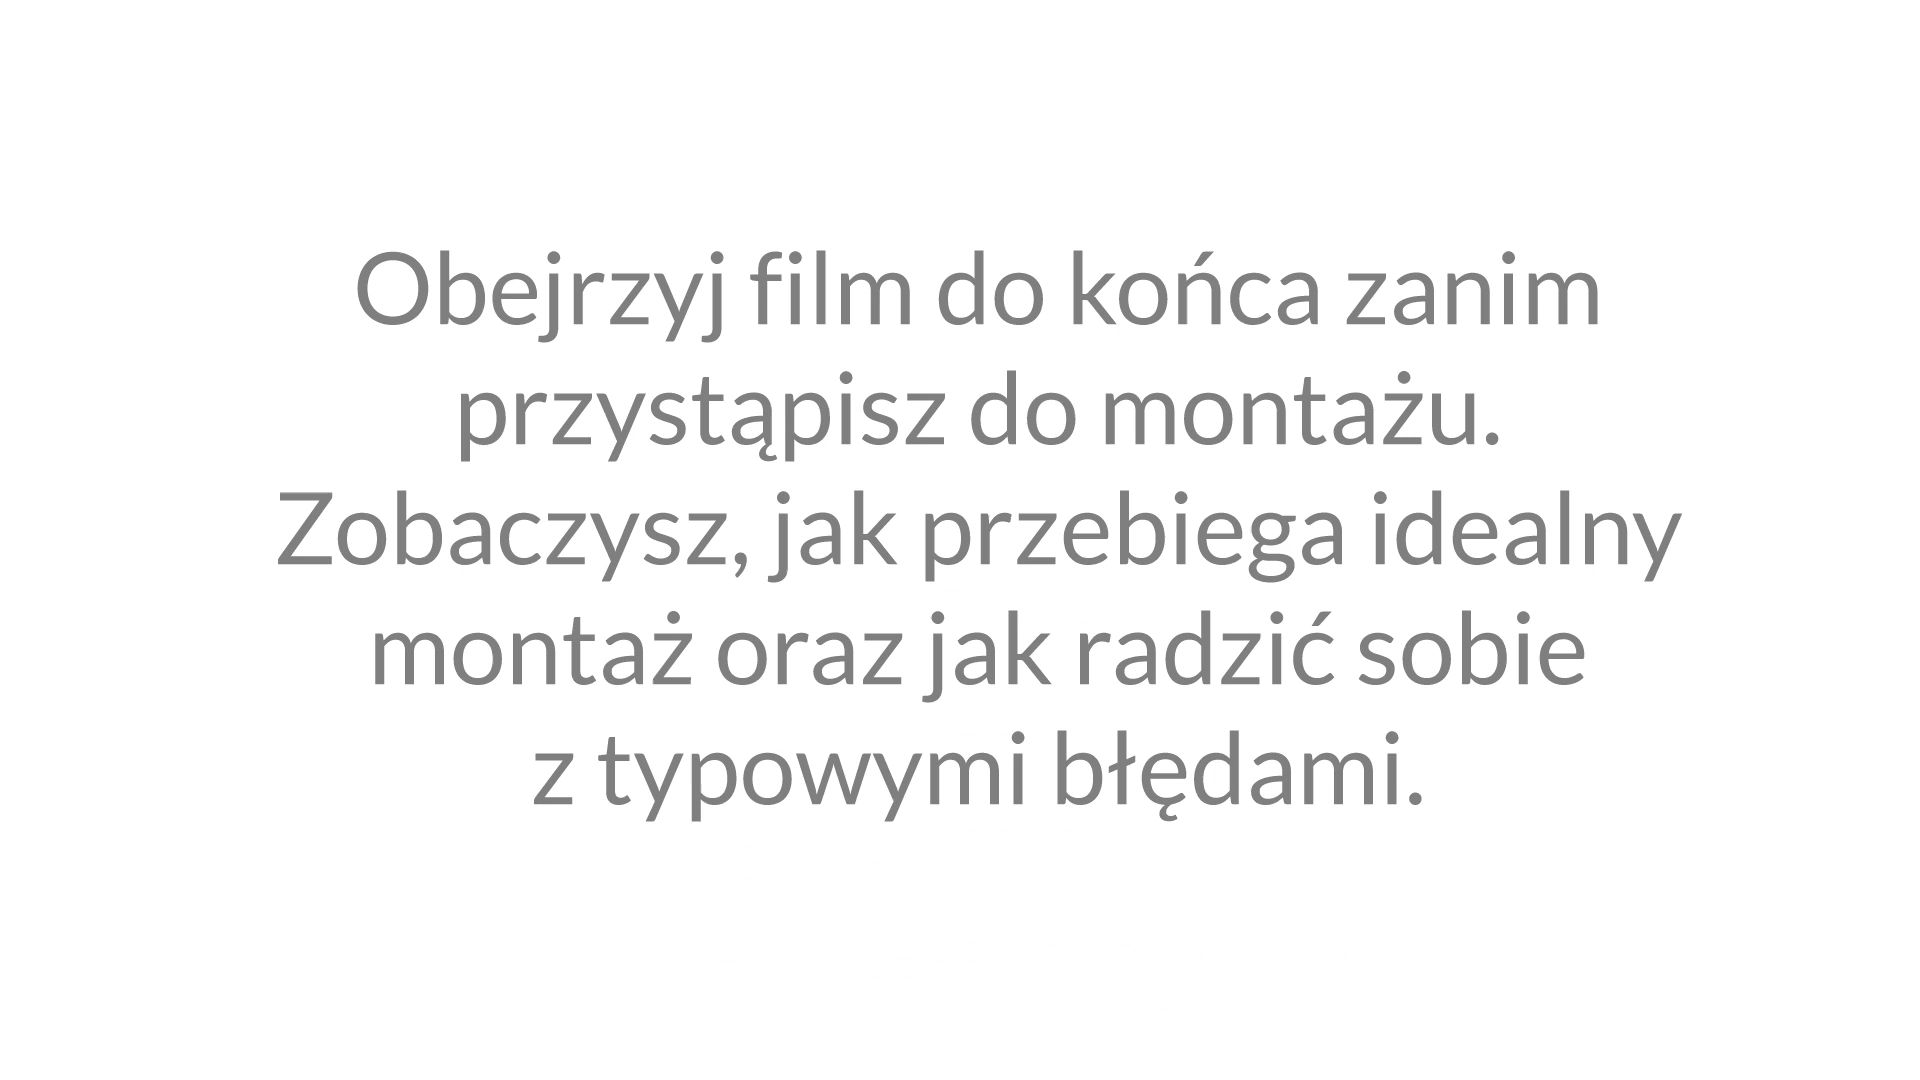 Obejrzyj film do końca zanim
przystąpisz do montażu.
Zobaczysz, jak przebiega idealny
montaż oraz jak radzić sobie
z typowymi błędami.